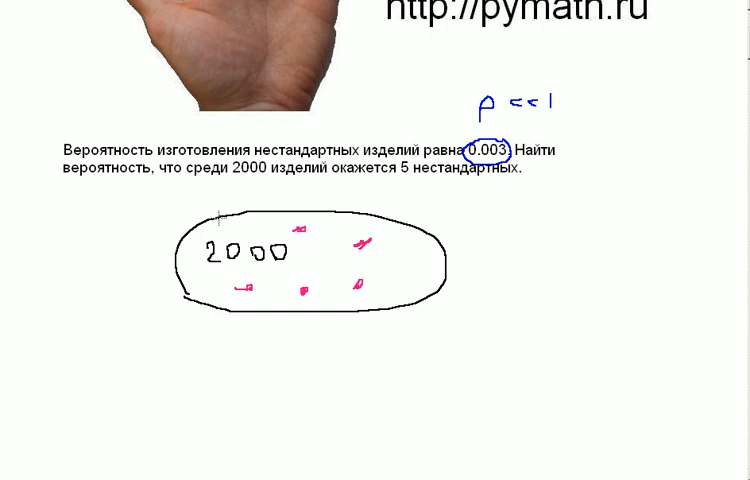 http://pymath.ru
p << 1
Вероятность изготовления нестандартных изделий равна 0.003. Найти
вероятность, что среди 2000 изделий окажется 5 нестандартных.
2000